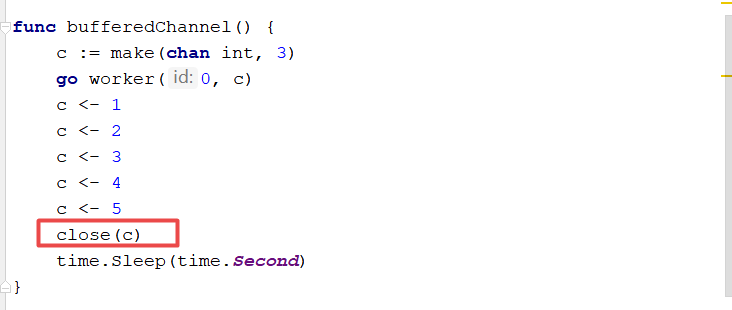 func bufferedChannel() {
    c := make(chan int, 3)
    go worker( id: 0, c)
    c <- 1
    c <- 2
    c <- 3
    c <- 4
    c <- 5
    close(c)
    time.Sleep(time.Second)
}